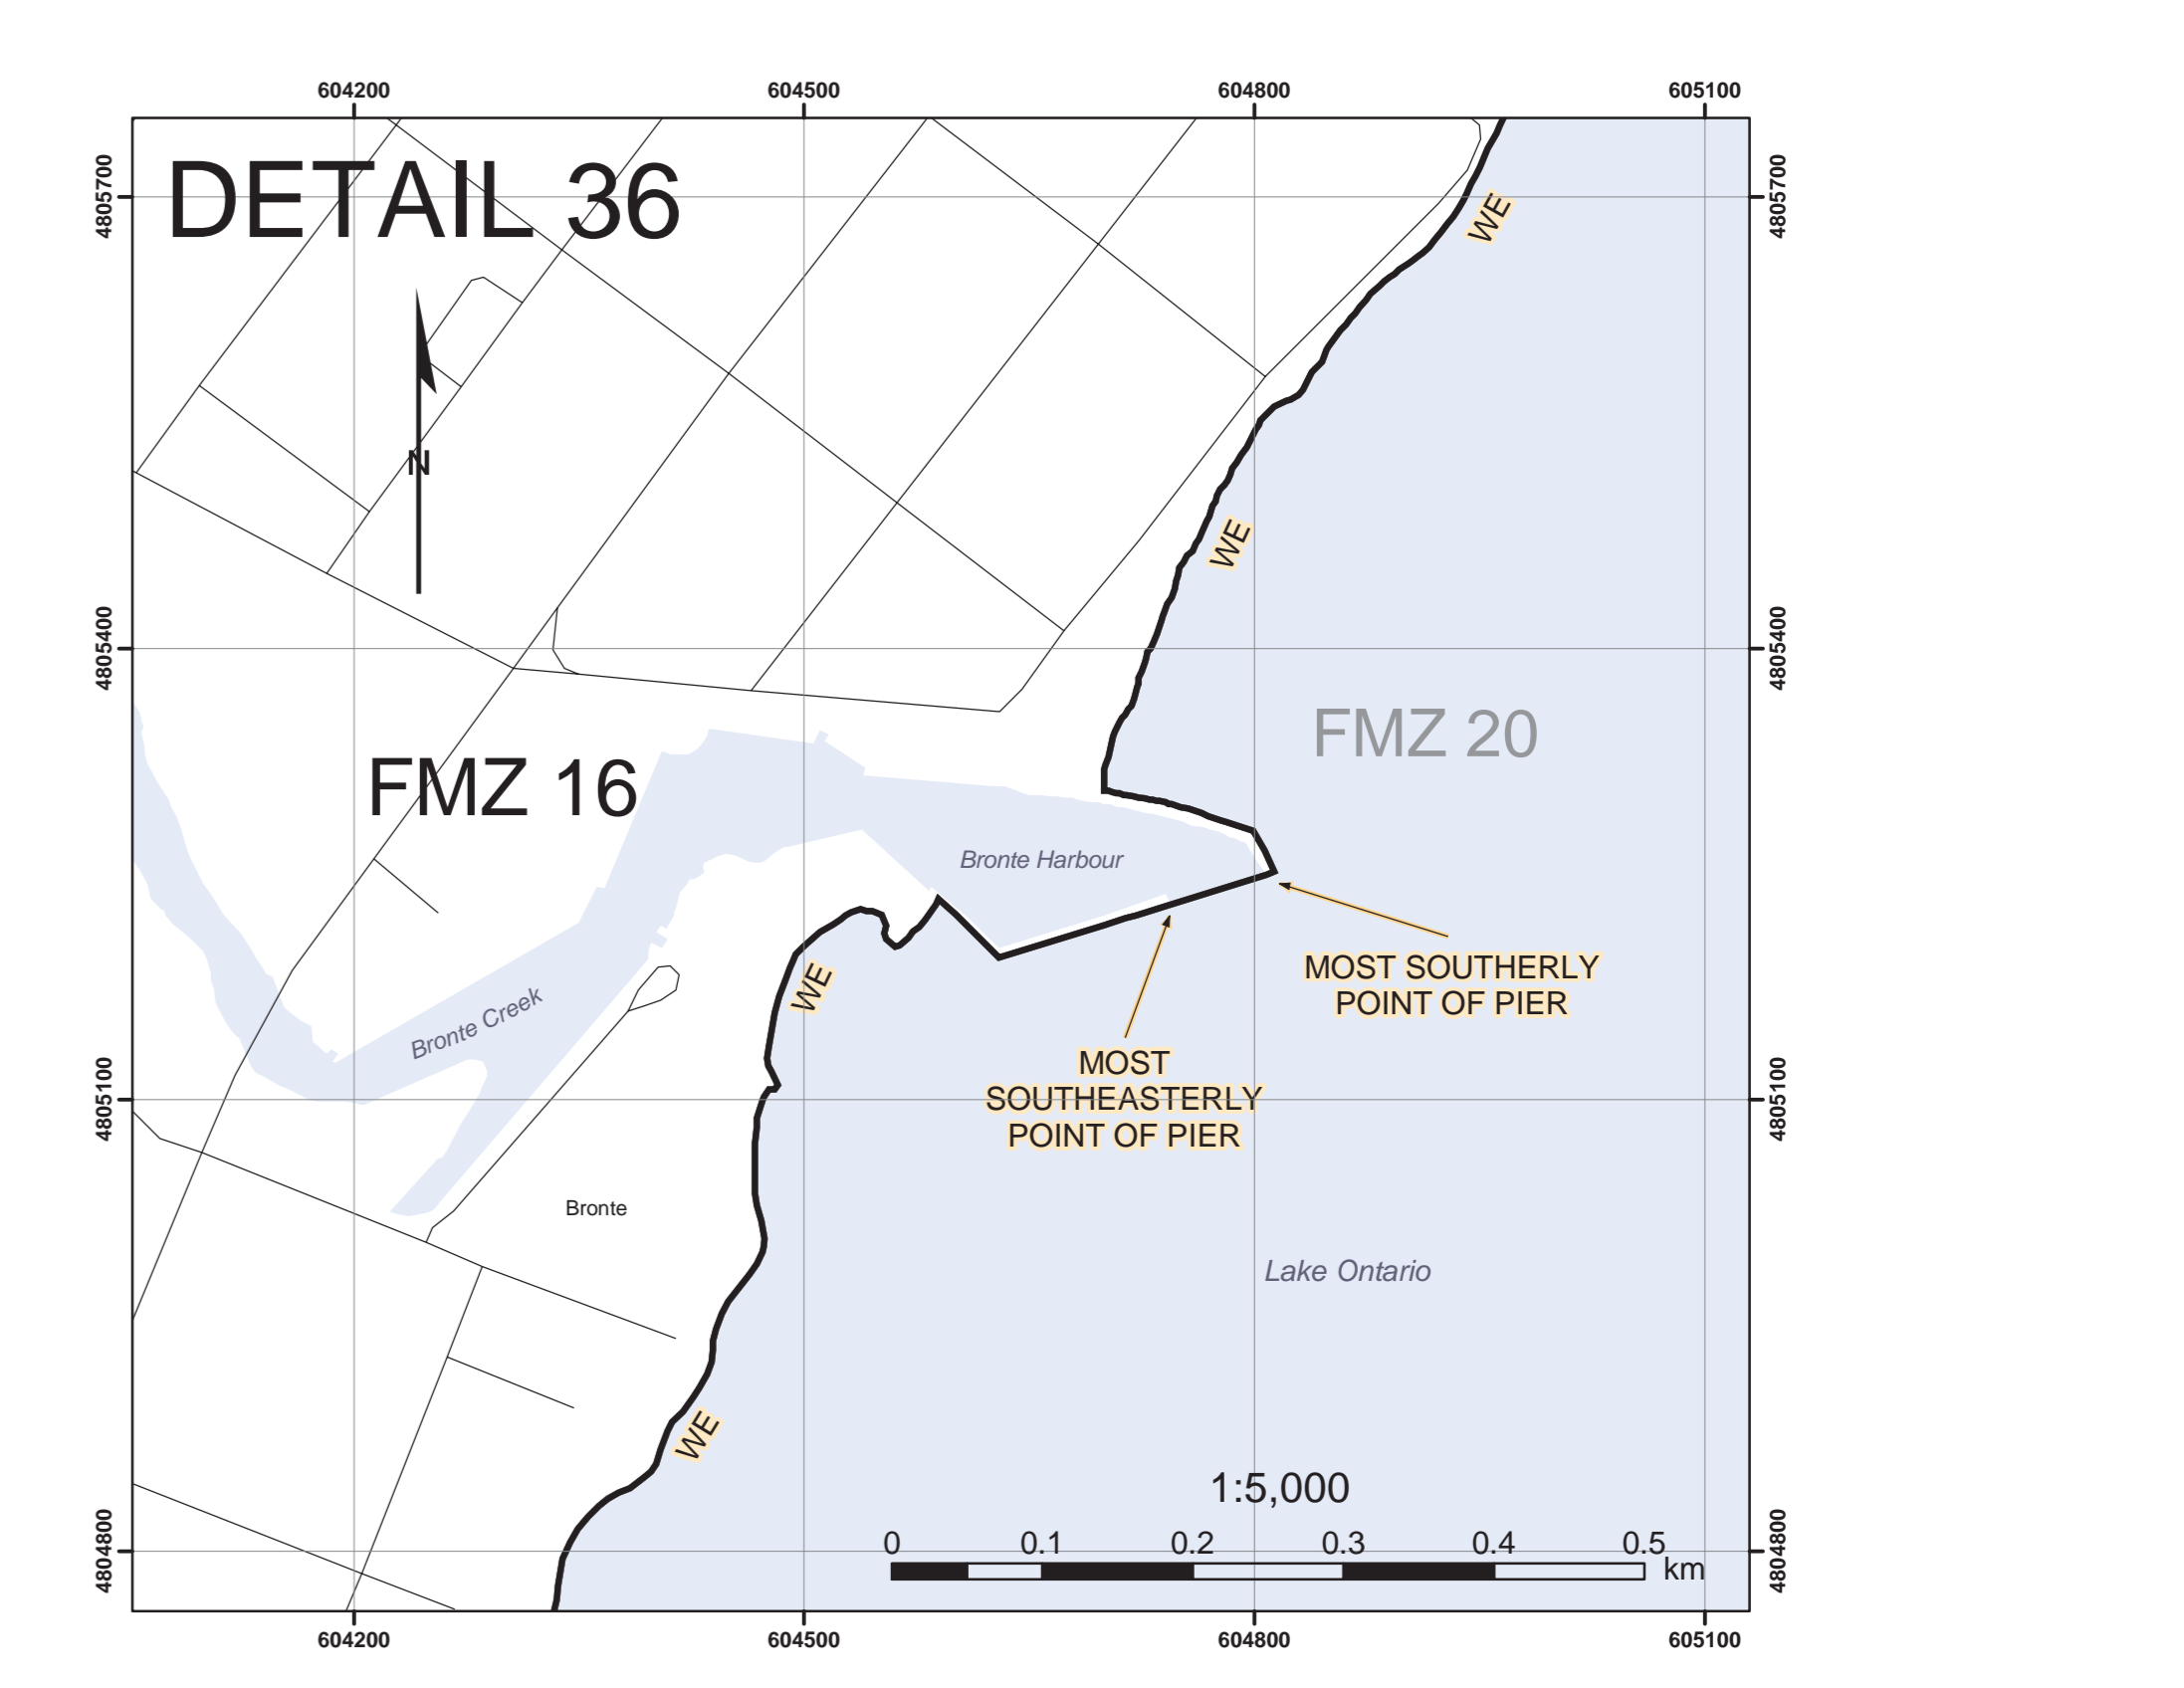 604200 604500 604800 605100
DETAIL 36
4805700
4805700
WE
N
WE
4805400
4805400
FMZ 20
FMZ 16
Bronte Harbour
MOST SOUTHERLY
POINT OF PIER
WE
Bronte Creek
MOST
SOUTHEASTERLY
POINT OF PIER
4805100
4805100
Bronte
Lake Ontario
WE
1:5,000
0 0.1 0.2 0.3 0.4 0.5
km
4804800
4804800
604200 604500 604800 605100